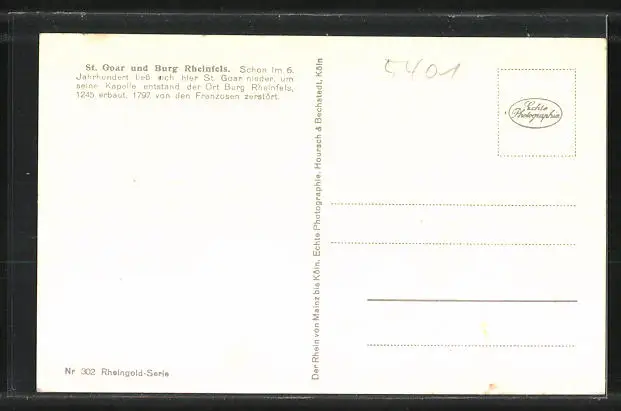 St. Goar und Burg Rheinfels. Schon im 6.
Jahrhundert ließ sich hier St. Goar nieder, um
seine Kapelle entstand der Ort Burg Rheinfels,
1245 erbaut, 1797 von den Franzosen zerstört.
Nr 302 Rheingold-Serie
Der Rhein von Mainz bis Köln. Echte Photographie. Hoursch & Bechstedt, Köln
5401
Echte
Photographie